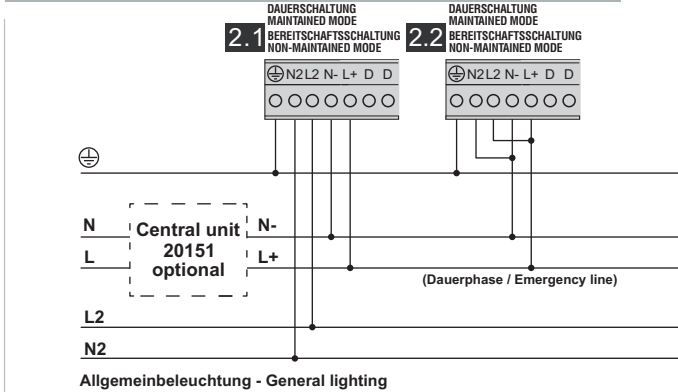 DAUERSCHALTUNG
MAINTAINED MODE
2.1 BEREITSCHAFTSSCHALTUNG
NON-MAINTAINED MODE
DAUERSCHALTUNG
MAINTAINED MODE
2.2 BEREITSCHAFTSSCHALTUNG
NON-MAINTAINED MODE
N2 L2 N- L+ D D
N2 L2 N- L+ D D
N
Central unit
20151
optional
N-
L
L+
(Dauerphase / Emergency line)
L2
N2
Allgemeinbeleuchtung - General lighting